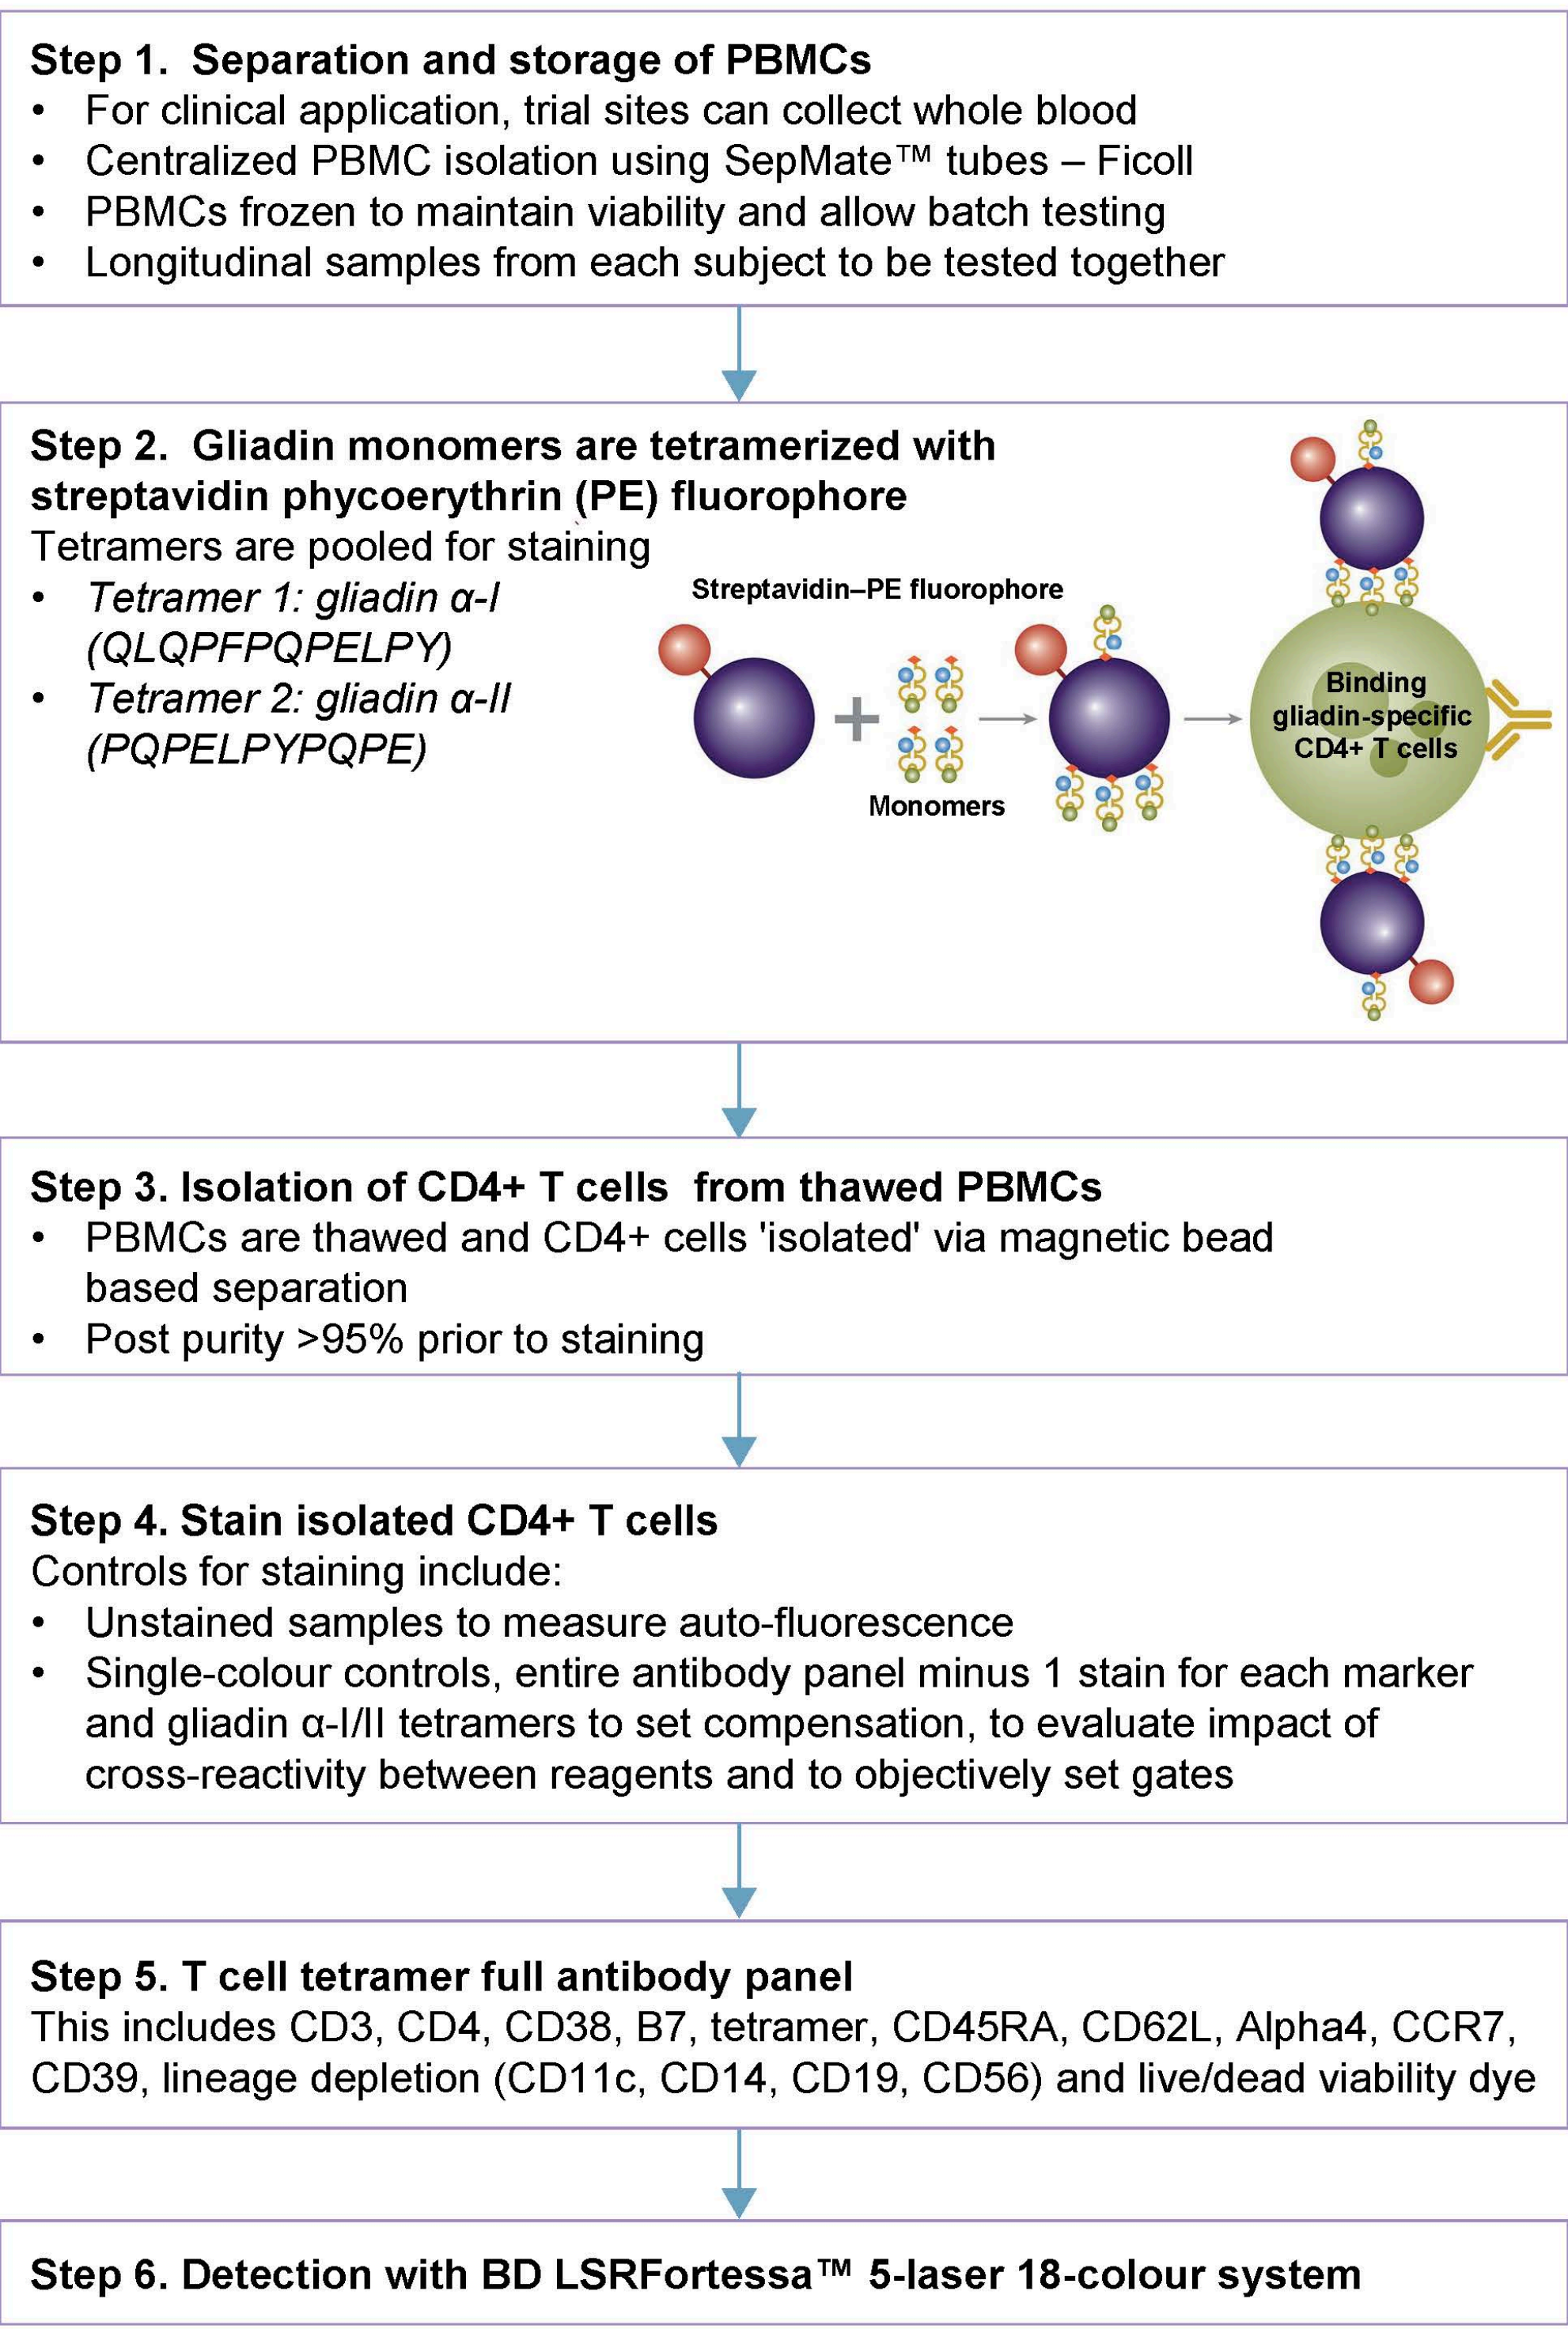 Step 1.  Separation and storage of PBMCs
• For clinical application, trial sites can collect whole blood
• Centralized PBMC isolation using SepMate™ tubes – Ficoll
• PBMCs frozen to maintain viability and allow batch testing
• Longitudinal samples from each subject to be tested together
Step 2.  Gliadin monomers are tetramerized with
streptavidin phycoerythrin (PE) fluorophore
Tetramers are pooled for staining
• Tetramer 1: gliadin α-I
(QLQPFPQPELPY)
• Tetramer 2: gliadin α-II
(PQPELPYPQPE)
Streptavidin–PE fluorophore
+
Monomers
Binding
gliadin-specific
CD4+ T cells
Step 3. Isolation of CD4+ T cells  from thawed PBMCs
• PBMCs are thawed and CD4+ cells 'isolated' via magnetic bead
based separation
• Post purity >95% prior to staining
Step 4. Stain isolated CD4+ T cells
Controls for staining include:
• Unstained samples to measure auto-fluorescence
• Single-colour controls, entire antibody panel minus 1 stain for each marker
and gliadin α-I/II tetramers to set compensation, to evaluate impact of
cross-reactivity between reagents and to objectively set gates
Step 5. T cell tetramer full antibody panel
This includes CD3, CD4, CD38, B7, tetramer, CD45RA, CD62L, Alpha4, CCR7,
CD39, lineage depletion (CD11c, CD14, CD19, CD56) and live/dead viability dye
Step 6. Detection with BD LSRFortessa™ 5-laser 18-colour system